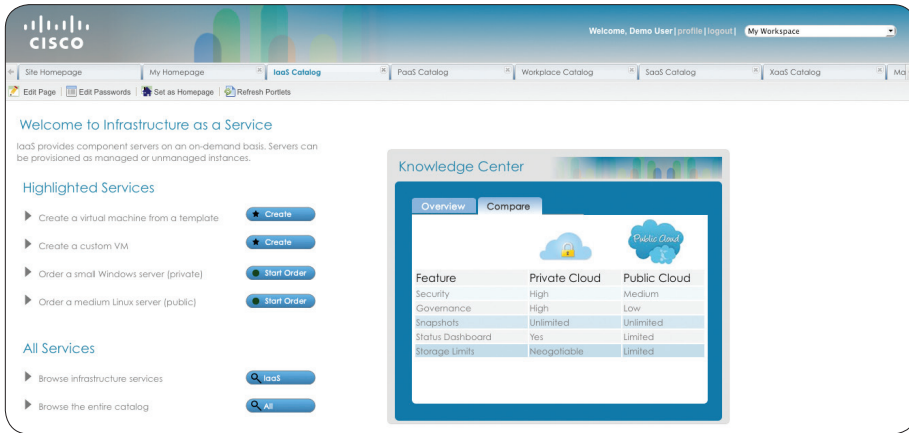 CISCO
Welcome, Demo User | profile | logout |
My Workspace
Site Homepage
My Homepage
IaaS Catalog
PaaS Catalog
Workplace Catalog
SaaS Catalog
XaaS Catalog
Ma
Edit Page
Edit Passwords
Set as Homepage
Refresh Portlets
Welcome to Infrastructure as a Service
IaaS provides component servers on an on-demand basis. Servers can
be provisioned as managed or unmanaged instances.
Highlighted Services
Create a virtual machine from a template
Create
Create a custom VM
Create
Order a small Windows server (private)
Start Order
Order a medium Linux server (public)
Start Order
All Services
Browse infrastructure services
IaaS
Browse the entire catalog
All
Knowledge Center
Overview Compare
Public Cloud
Feature Private Cloud Public Cloud
Security High Medium
Governance High Low
Snapshots Unlimited Unlimited
Status Dashboard Yes Limited
Storage Limits Neogotiable Limited